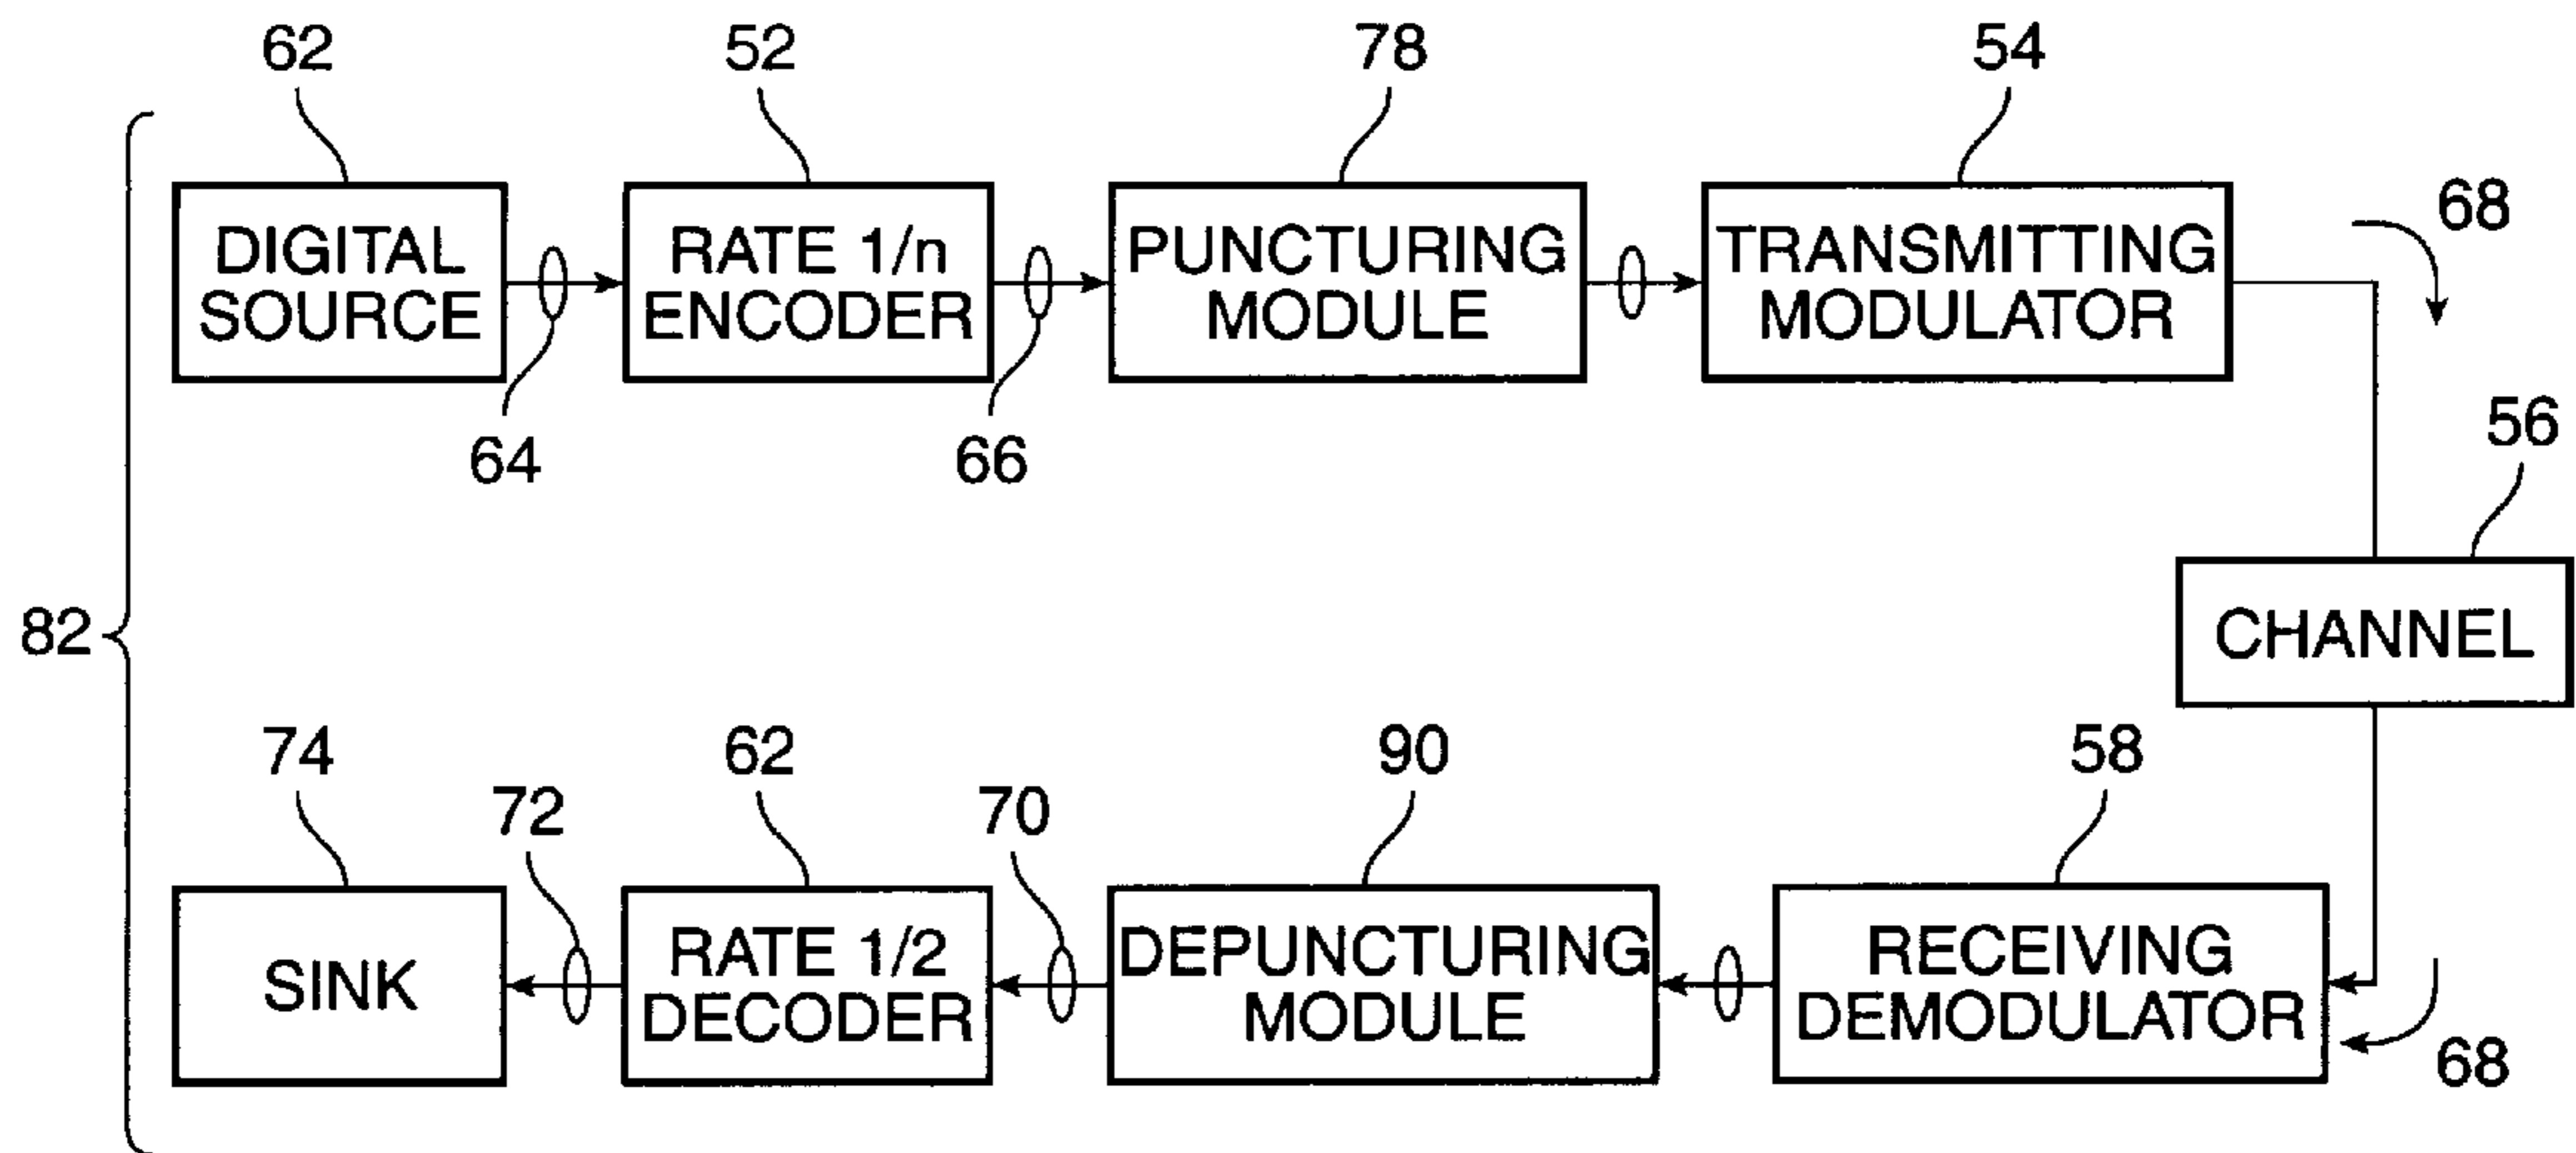 62
52
78
54
68
DIGITAL
SOURCE
RATE 1/n
ENCODER
PUNCTURING
MODULE
TRANSMITTING
MODULATOR
64
66
56
82
CHANNEL
74
72
62
70
90
58
SINK
RATE 1/2
DECODER
DEPUNCTURING
MODULE
RECEIVING
DEMODULATOR
68